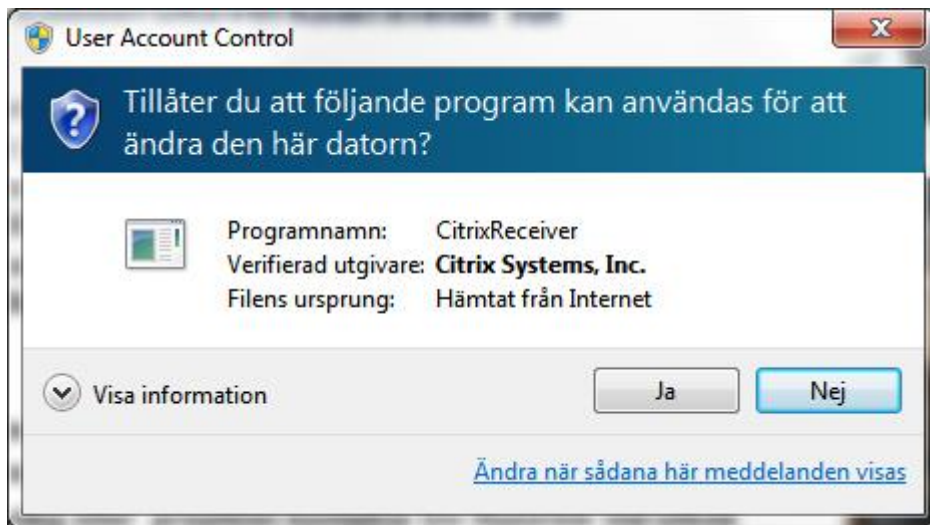 User Account Control
Tillåter du att följande program kan användas för att
ändra den här datorn?
Programnamn: CitrixReceiver
Verifierad utgivare: Citrix Systems, Inc.
Filens ursprung: Hämtat från Internet
Visa information
Ja
Nej
Ändra när sådana här meddelanden visas